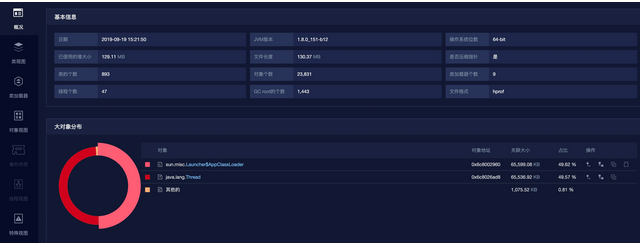 概况
类视图
类加载器
对象视图
特殊视图
基本信息
日期 2019-09-19 15:21:50 JVM版本 1.8.0_151-b12 操作系统位数 64-bit
已使用的堆大小 129.11 MB 文件长度 130.37 MB 是否压缩指针 是
类的个数 893 对象个数 23,831 类加载器个数 9
线程个数 47 GC root的个数 1,443 文件格式 hprof
大对象分布
对象 对象地址 关联大小 占比 操作
sun.misc.Launcher$AppClassLoader 0x6c8002960 65,599.08 KB 49.62 %
java.lang.Thread 0x6c8026ad8 65,536.92 KB 49.57 %
其他的 1,075.52 KB 0.81 %